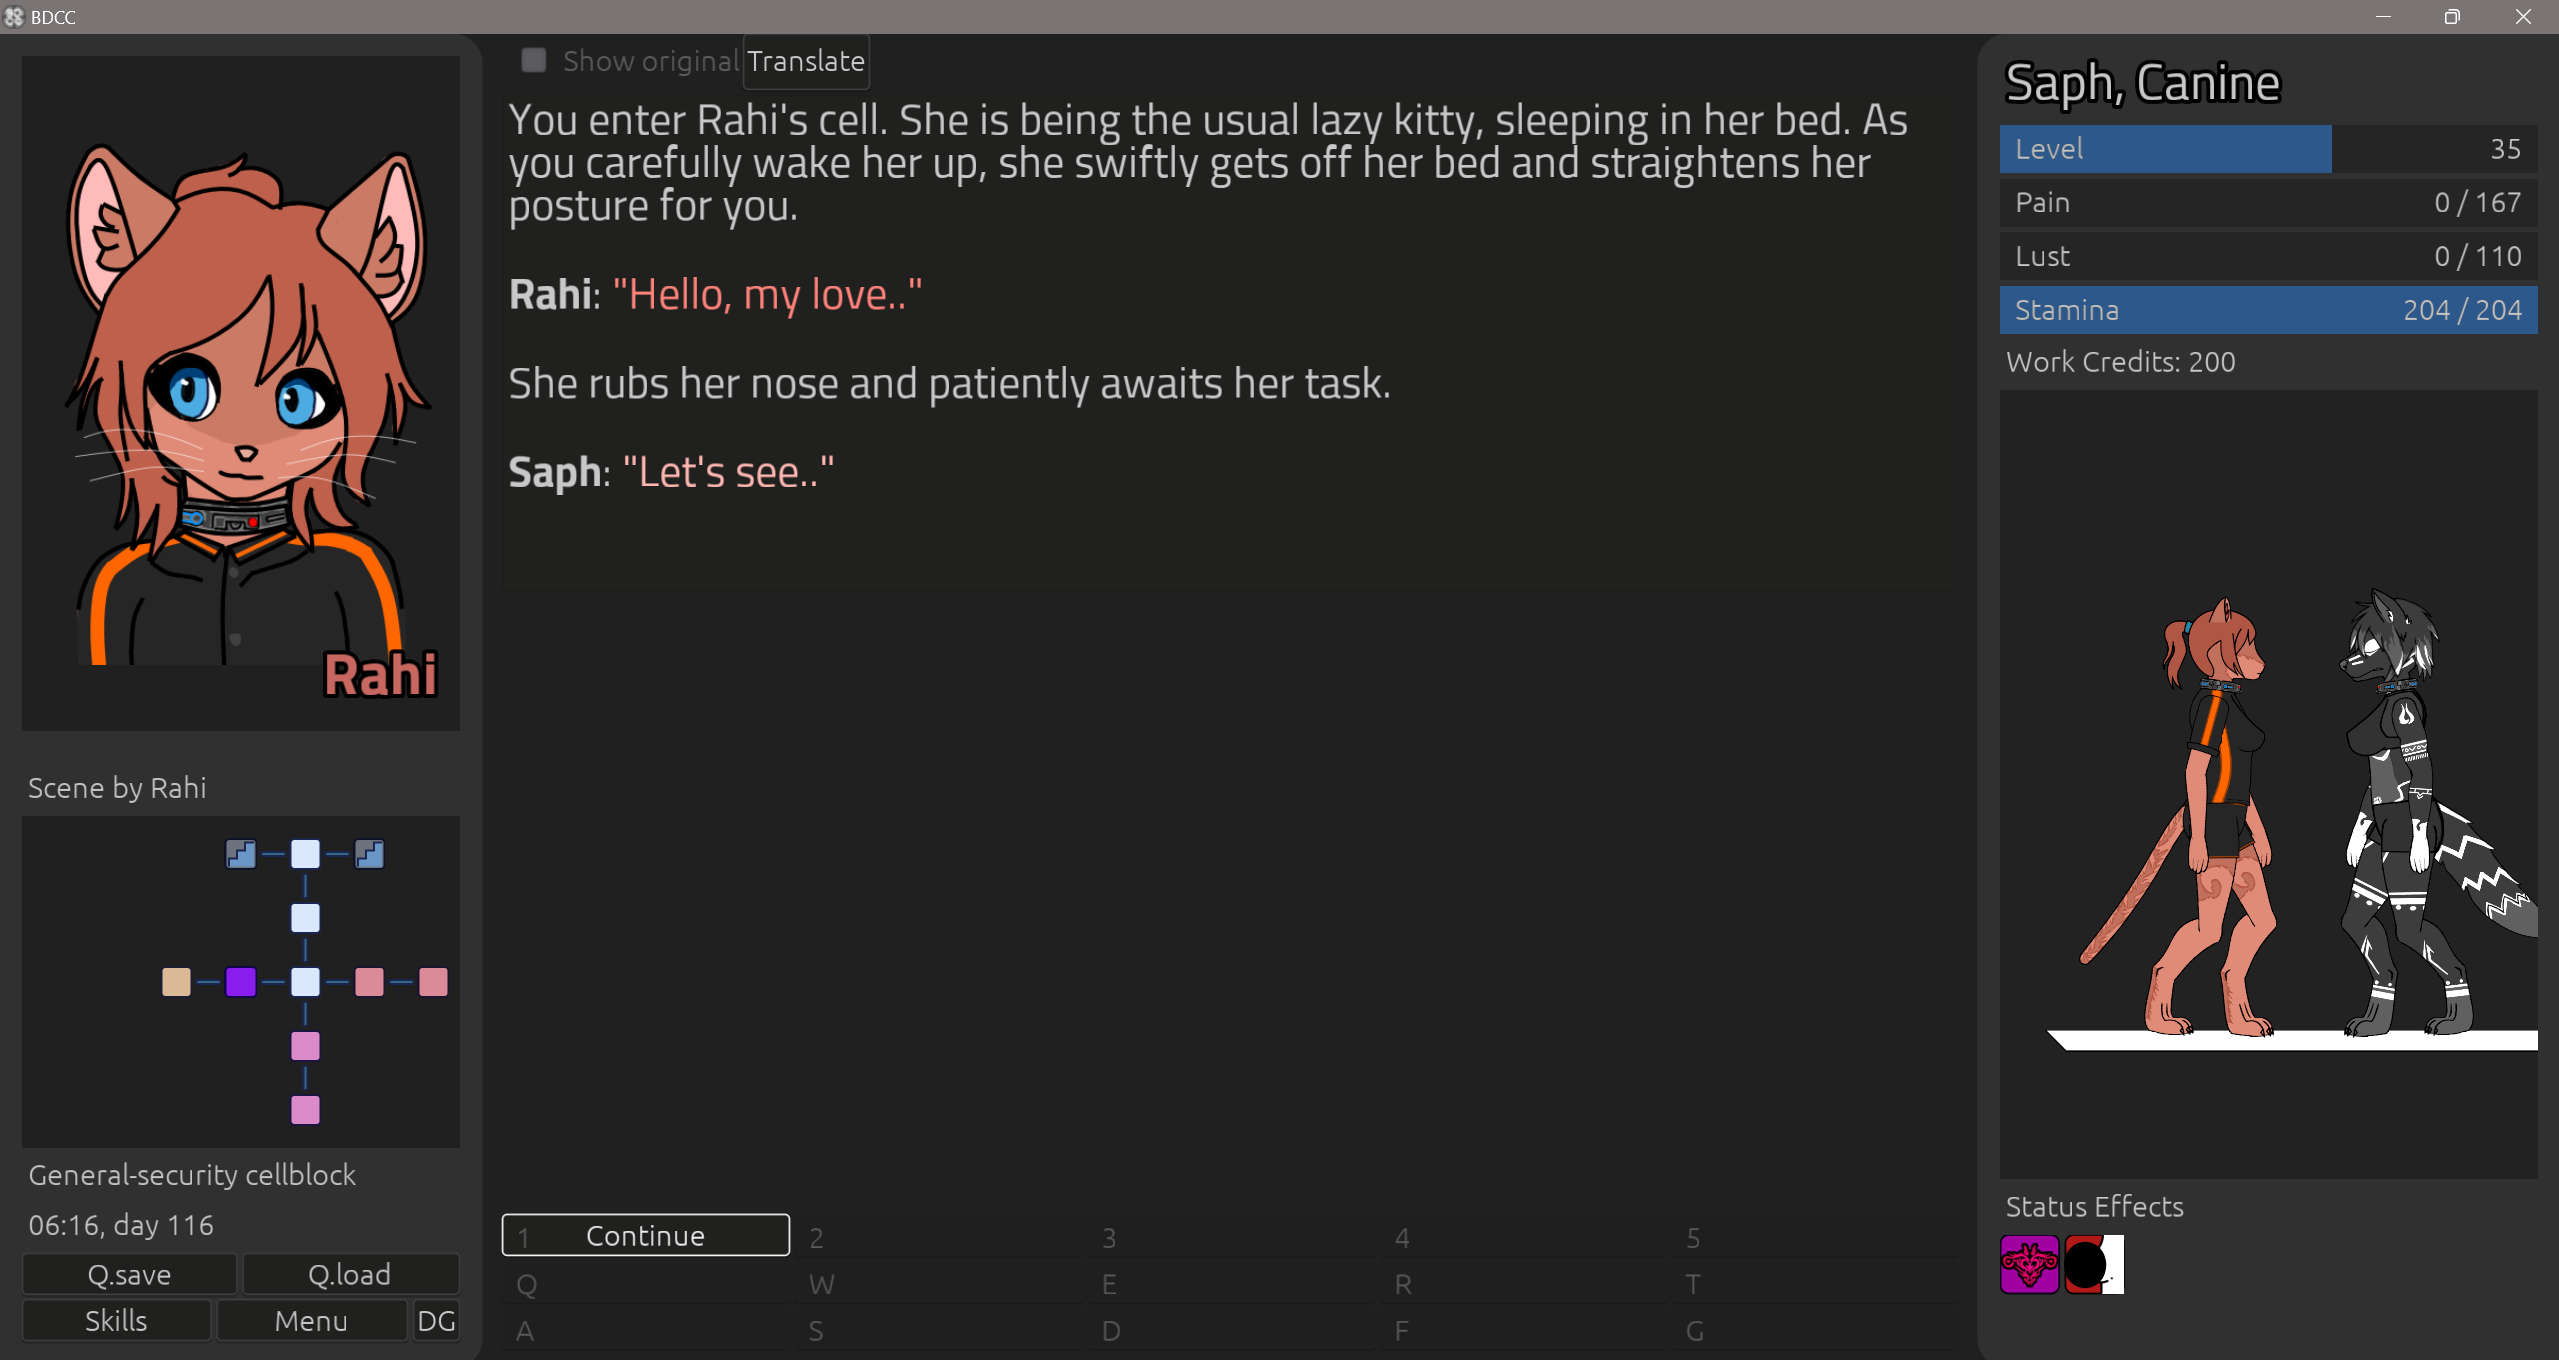 BDCC
Show original Translate
You enter Rahi's cell. She is being the usual lazy kitty, sleeping in her bed. As
you carefully wake her up, she swiftly gets off her bed and straightens her
posture for you.
Rahi: "Hello, my love.."
She rubs her nose and patiently awaits her task.
Saph: "Let's see.."
Rahi
Scene by Rahi
General-security cellblock
06:16, day 116
Q.save Q.load
Skills Menu DG
1 Continue 2 3 4 5
Q W E R T
A S D F G
Saph, Canine
Level 35
Pain 0 / 167
Lust 0 / 110
Stamina 204 / 204
Work Credits: 200
Status Effects